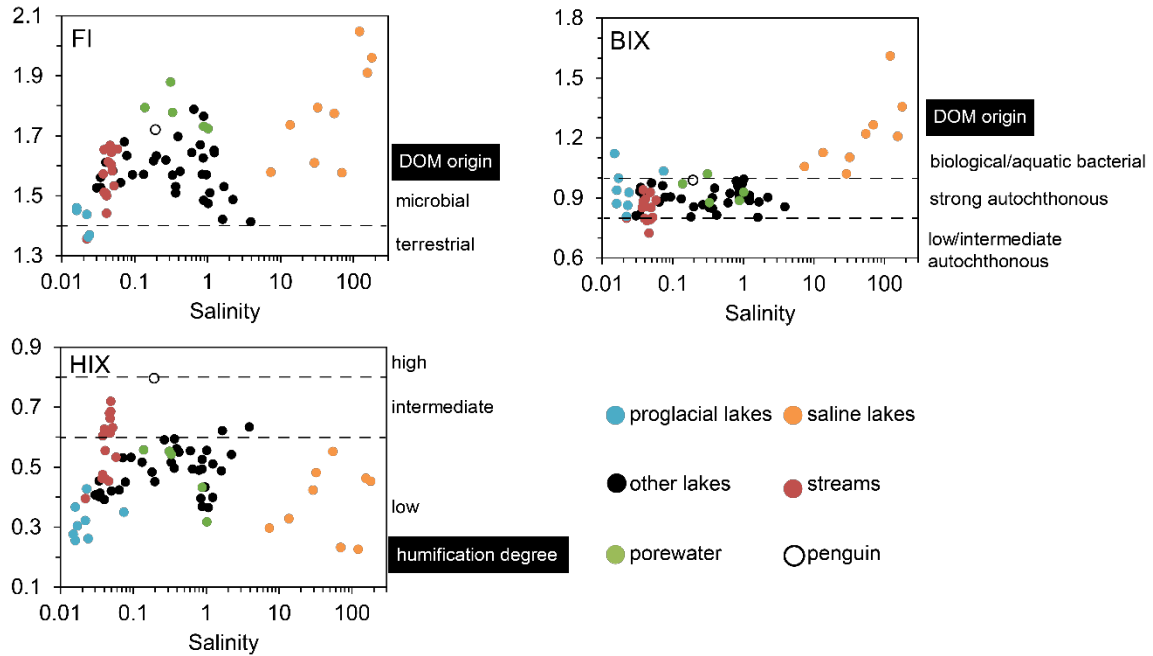 FI
2.1
1.9
1.7
1.5
1.3
0.01 0.1 1 10 100
Salinity
DOM origin
microbial
terrestrial
BIX
1.8
1.5
1.2
0.9
0.6
0.01 0.1 1 10 100
Salinity
DOM origin
biological/aquatic bacterial
strong autochthonous
low/intermediate
autochthonous
HIX
0.9
0.7
0.5
0.3
0.1
0.01 0.1 1 10 100
Salinity
high
intermediate
low
humification degree
proglacial lakes
saline lakes
other lakes
streams
porewater
penguin